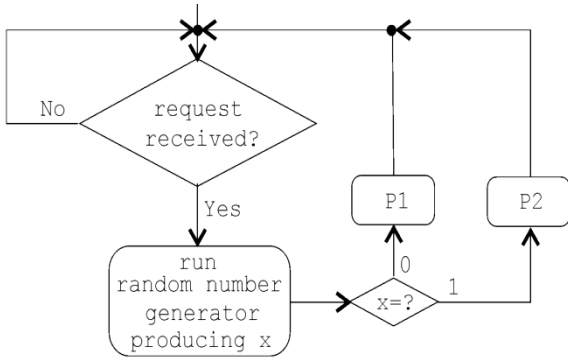 No
request
received?
Yes
run
random number
generator
producing x
x=?
0
1
P1
P2